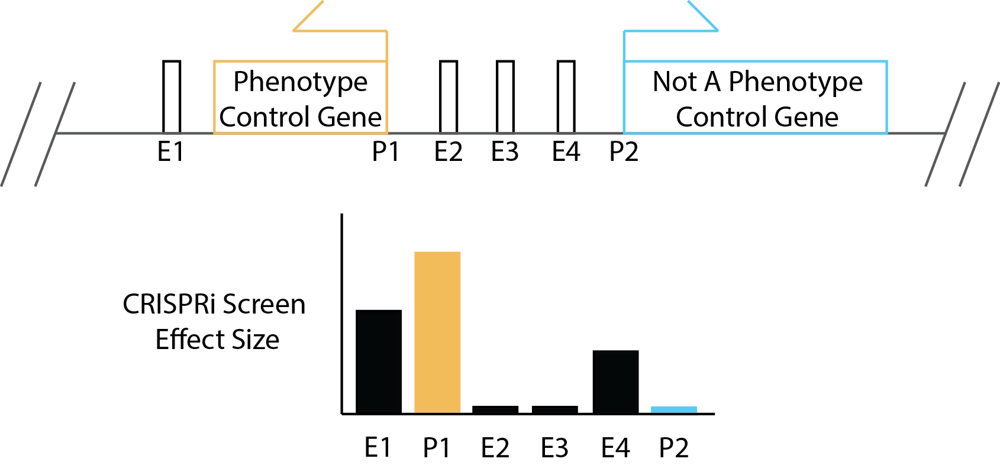 Phenotype
Control Gene
Not A Phenotype
Control Gene
E1
P1
E2
E3
E4
P2
CRISPRi Screen
Effect Size
E1
P1
E2
E3
E4
P2